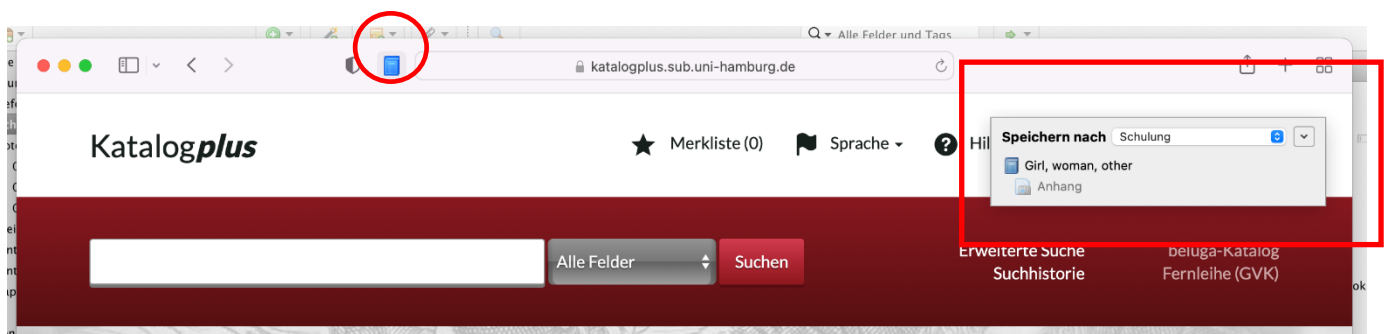 Alle Felder und Tags
katalogplus.sub.uni-hamburg.de
Katalogplus
Merkliste (0)
Sprache
Hil
Speichern nach
Schulung
Girl, woman, other
Anhang
Alle Felder
Suchen
Erweiterte Suche
beluga-Katalog
Suchhistorie
Fernleihe (GVK)